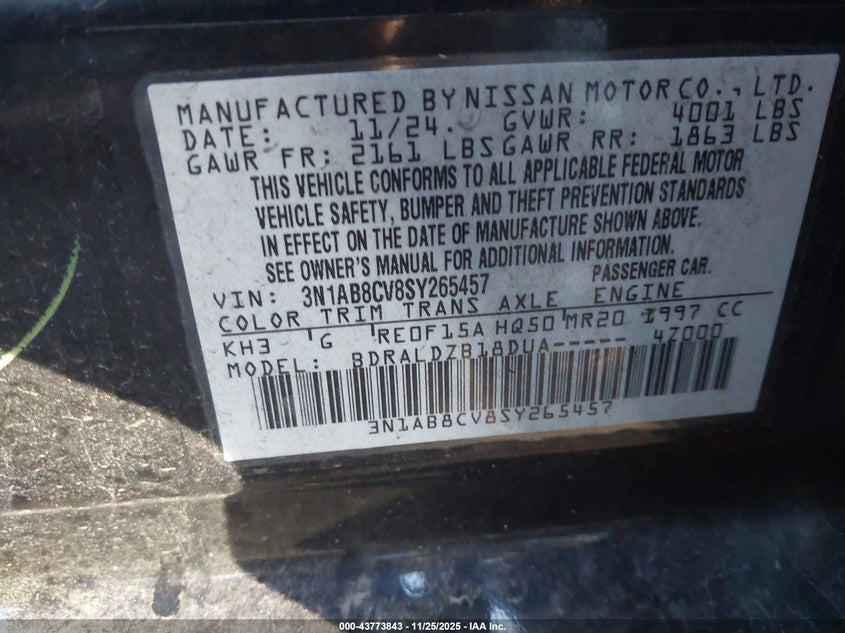 MANUFACTURED BY NISSAN MOTOR CO., LTD.
DATE: 11/24. GVWR: 4001 LBS
GAWR FR: 2161 LBS GAWR RR: 1863 LBS
THIS VEHICLE CONFORMS TO ALL APPLICABLE FEDERAL MOTOR
VEHICLE SAFETY, BUMPER AND THEFT PREVENTION STANDARDS
IN EFFECT ON THE DATE OF MANUFACTURE SHOWN ABOVE.
SEE OWNER'S MANUAL FOR ADDITIONAL INFORMATION.
VIN: 3N1AB8CV8SY265457 PASSENGER CAR.
COLOR TRIM TRANS AXLE ENGINE
KH3 G RE0F15A HQ50 MR20 1997 CC
MODEL: BDRALDZB18DUA----- 47000
3N1AB8CV8SY265457
00-43773843 - 11/25/2025 - IAA Inc.